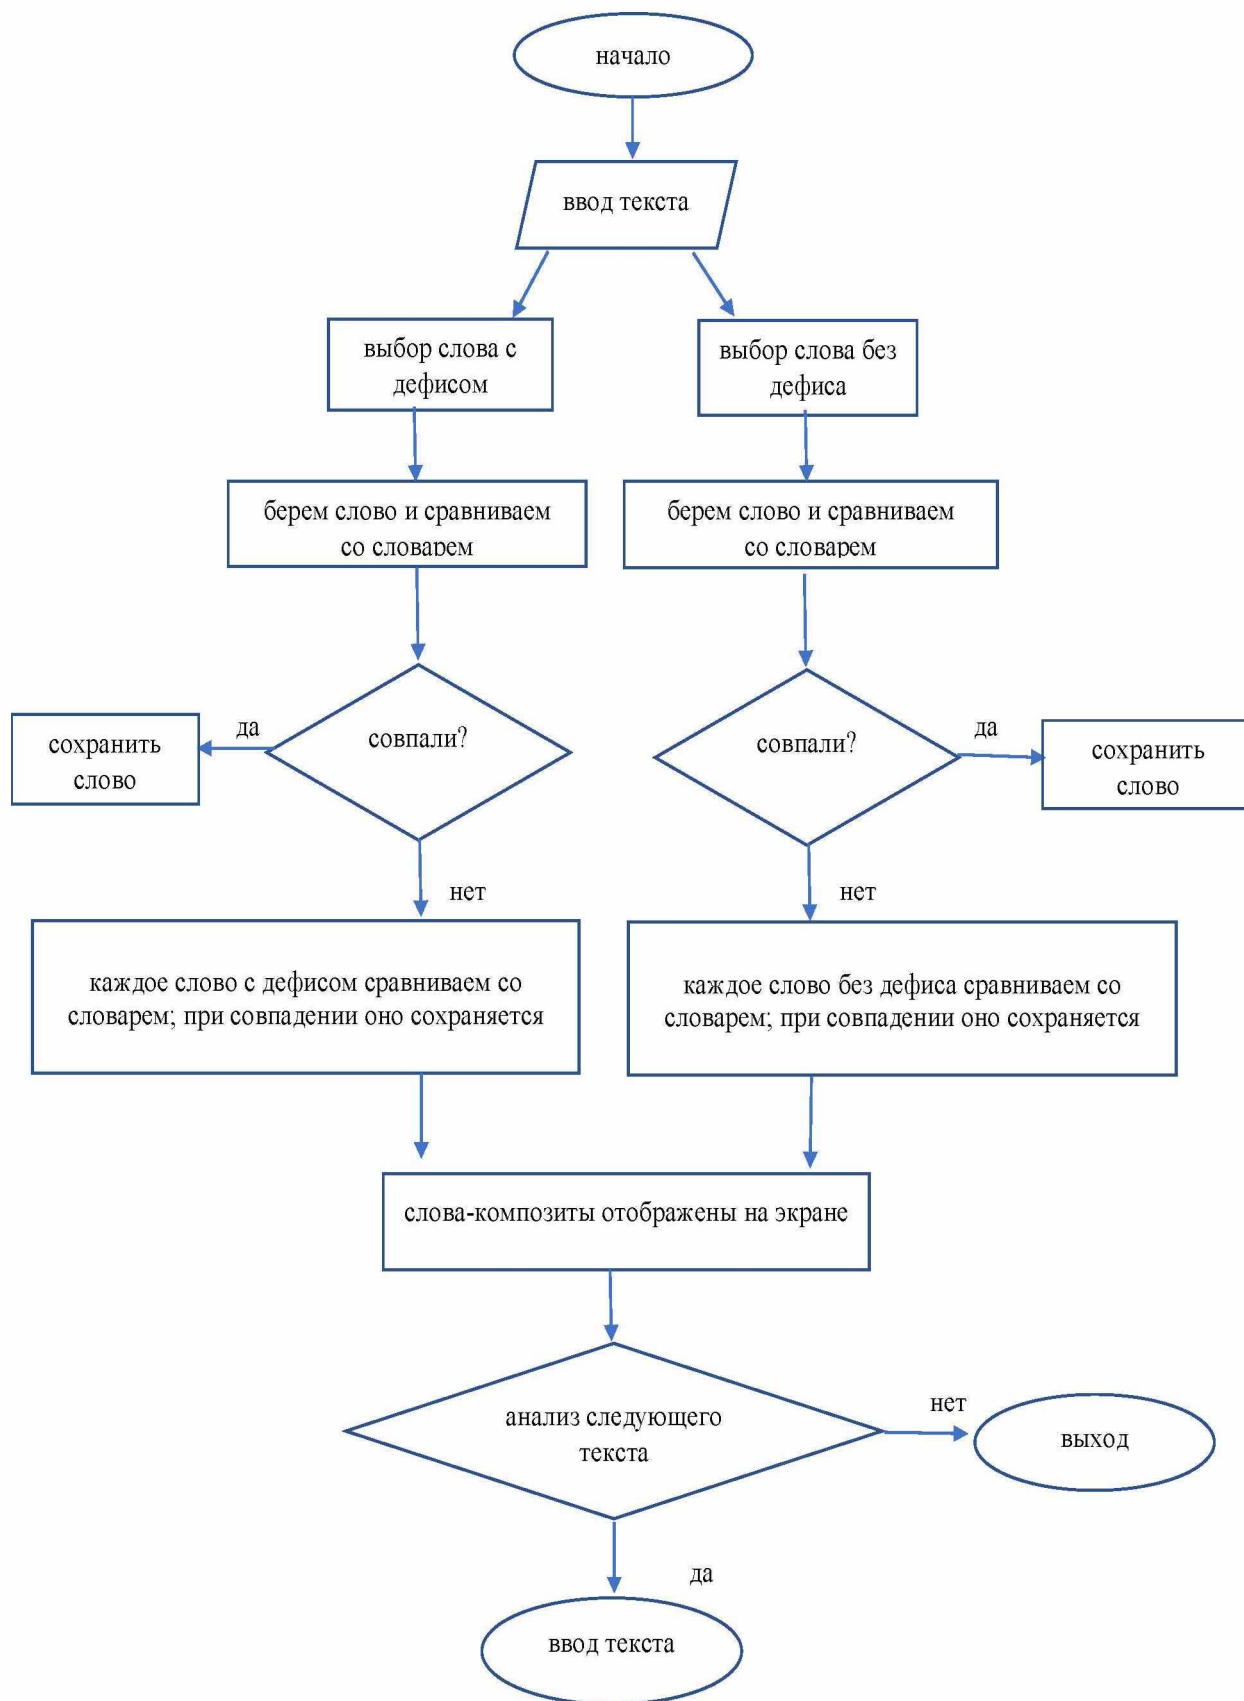 начало
ввод текста
выбор слова с
дефисом
выбор слова без
дефиса
берем слово и сравниваем
со словарем
берем слово и сравниваем
со словарем
да
совпали?
сохранить
слово
совпали?
да
сохранить
слово
нет
нет
каждое слово с дефисом сравниваем со
словарем; при совпадении оно сохраняется
каждое слово без дефиса сравниваем со
словарем; при совпадении оно сохраняется
слова-композиты отображены на экране
анализ следующего
текста
нет
выход
да
ввод текста